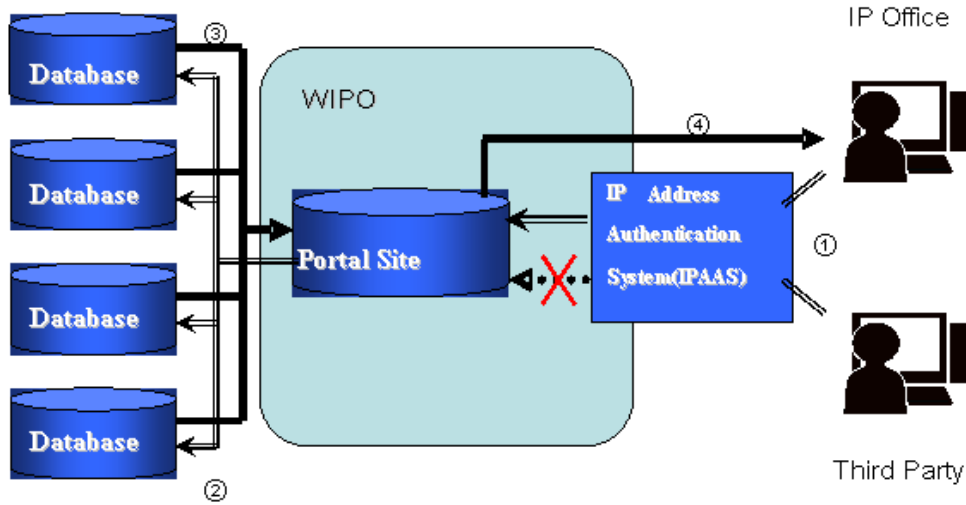 IP Office
③
Database
WIPO
④
Database
IP Address
Authentication
System(IPAAS)
①
Portal Site
Database
Database
Third Party
②